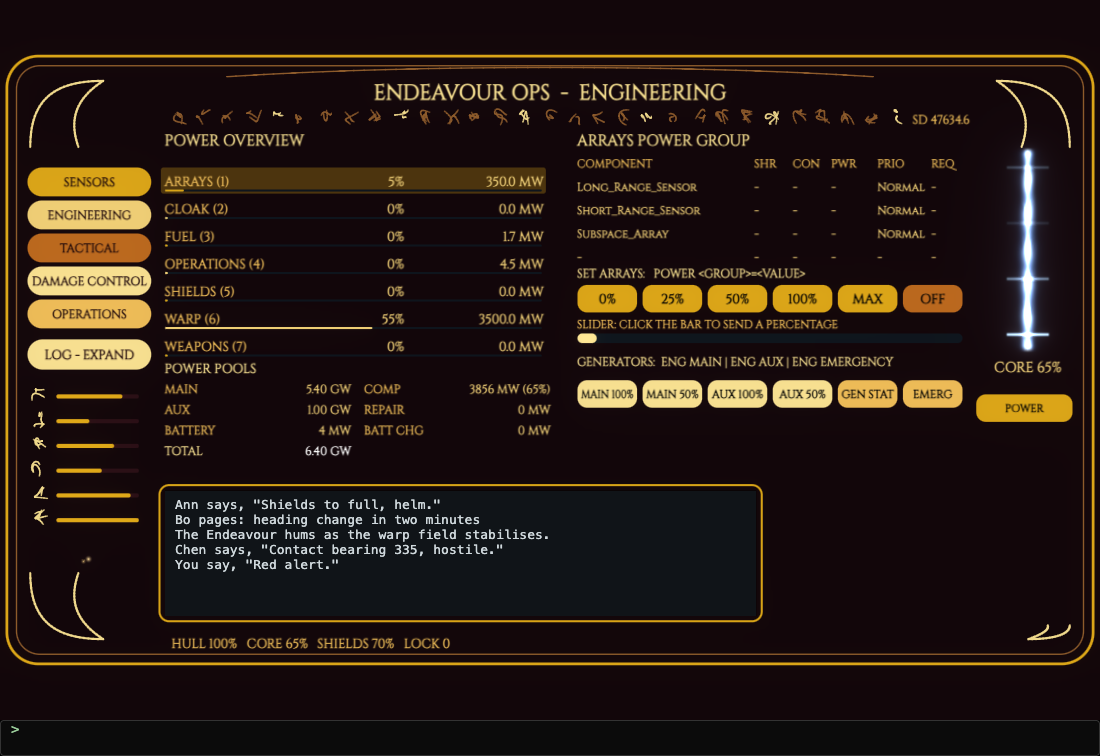 ENDEAVOUR OPS - ENGINEERING
SD 47634.6
SENSORS
ENGINEERING
TACTICAL
DAMAGE CONTROL
OPERATIONS
LOG - EXPAND
POWER OVERVIEW
ARRAYS (1) 5% 350.0 MW
CLOAK (2) 0% 0.0 MW
FUEL (3) 0% 1.7 MW
OPERATIONS (4) 0% 4.5 MW
SHIELDS (5) 0% 0.0 MW
WARP (6) 55% 3500.0 MW
WEAPONS (7) 0% 0.0 MW
POWER POOLS
MAIN 5.40 GW COMP 3856 MW (65%)
AUX 1.00 GW REPAIR 0 MW
BATTERY 4 MW BATT CHG 0 MW
TOTAL 6.40 GW
ARRAYS POWER GROUP
COMPONENT SHR CON PWR PRIO REQ
Long_Range_Sensor - - - Normal -
Short_Range_Sensor - - - Normal -
Subspace_Array - - - Normal -
- - - - - -
SET ARRAYS: POWER <GROUP>=<VALUE>
0% 25% 50% 100% MAX OFF
SLIDER: CLICK THE BAR TO SEND A PERCENTAGE
GENERATORS: ENG MAIN | ENG AUX | ENG EMERGENCY
MAIN 100% MAIN 50% AUX 100% AUX 50% GEN STAT EMERG
CORE 65%
POWER
Ann says, "Shields to full, helm."
Bo pages: heading change in two minutes
The Endeavour hums as the warp field stabilises.
Chen says, "Contact bearing 335, hostile."
You say, "Red alert."
HULL 100% CORE 65% SHIELDS 70% LOCK 0
>